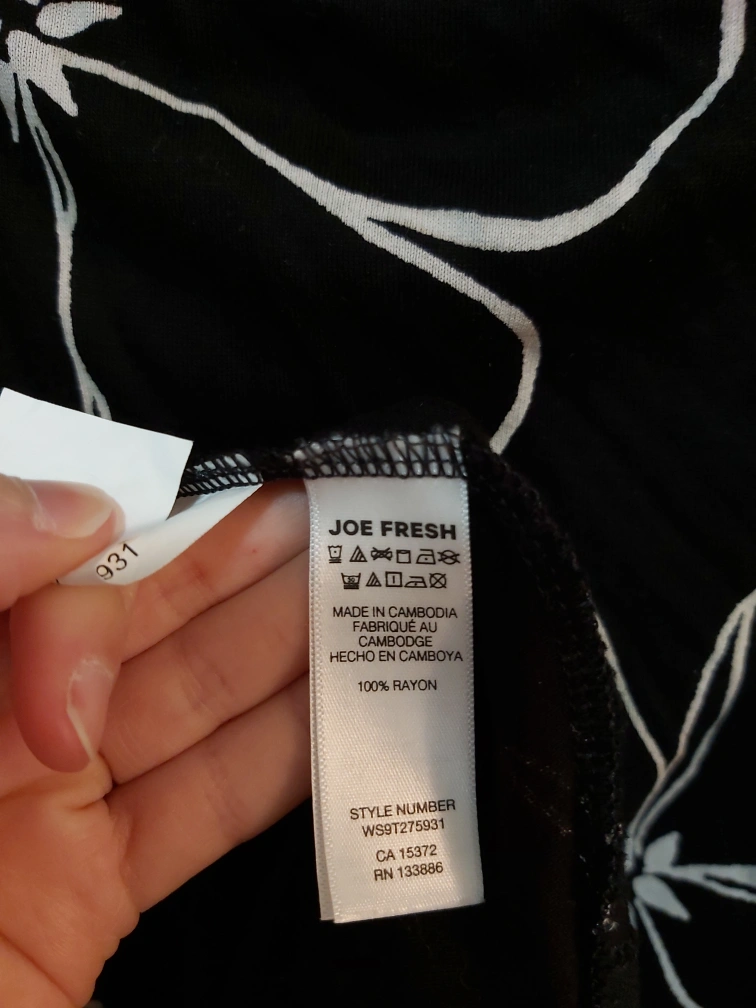 931
JOE FRESH
MADE IN CAMBODIA
FABRIQUÉ AU
CAMBODGE
HECHO EN CAMBOYA
100% RAYON
STYLE NUMBER
WS9T275931
CA 15372
RN 133886